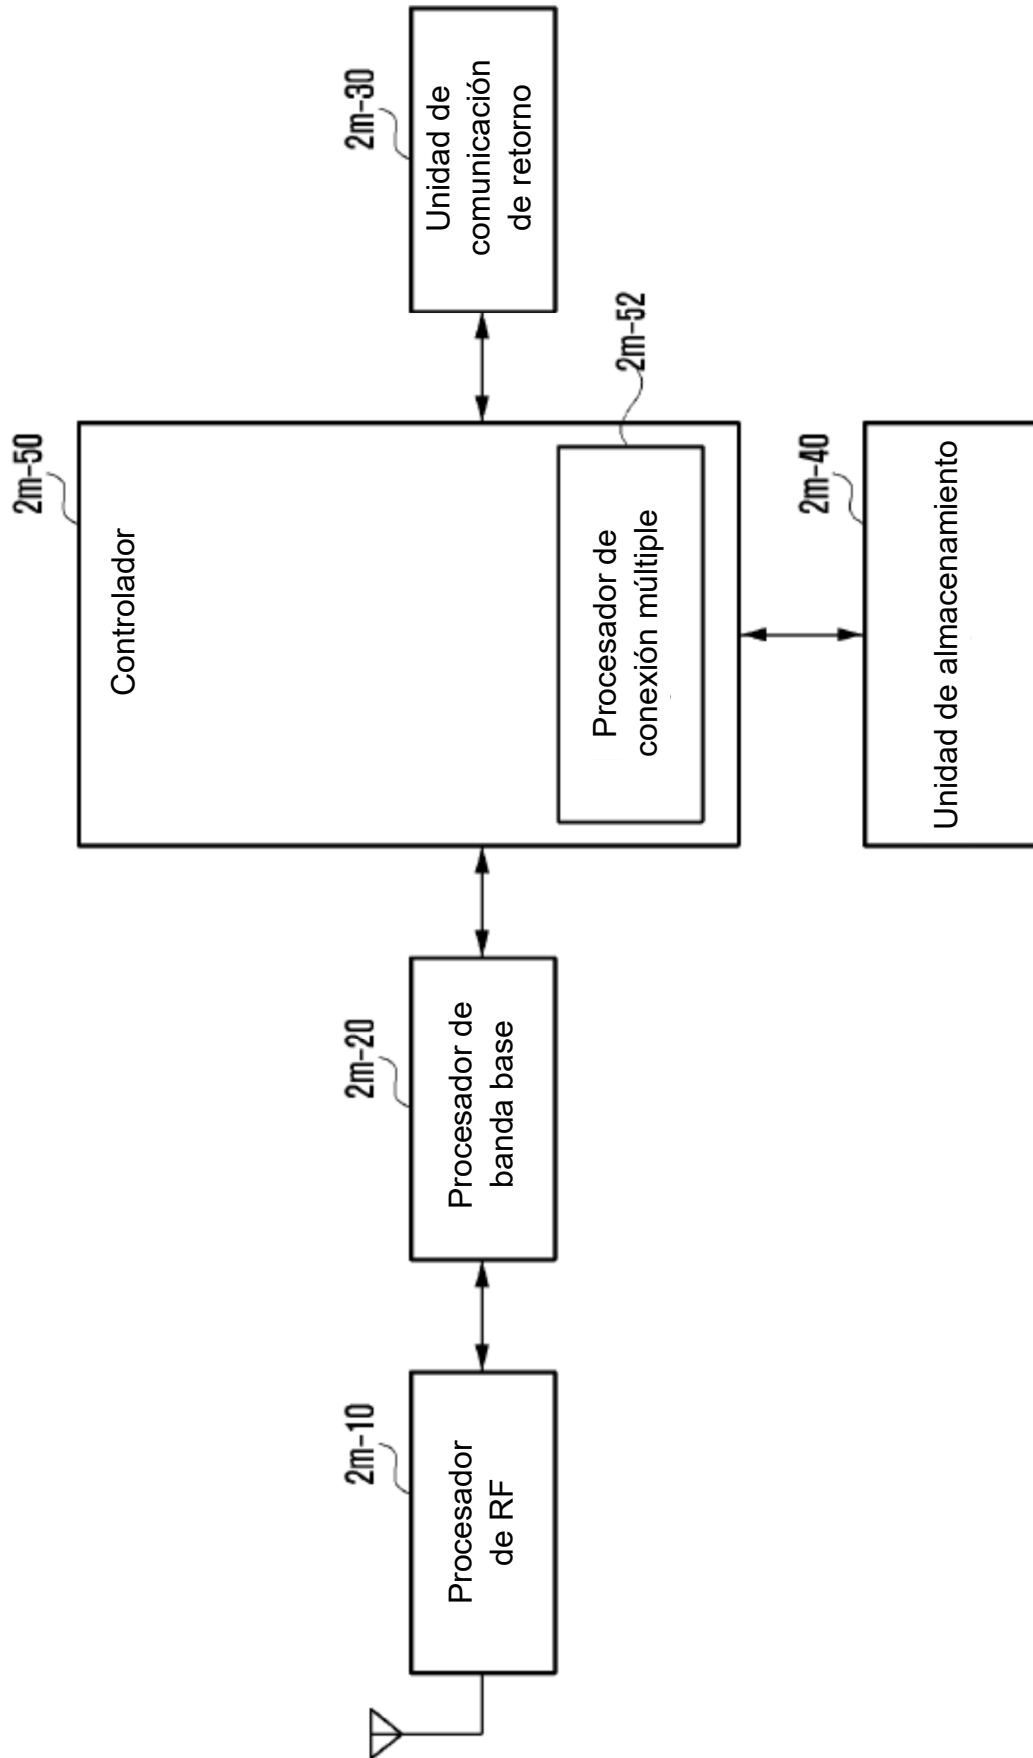 2m-10
Procesador
de RF
2m-20
Procesador de
banda base
2m-50
Controlador
2m-52
Procesador de
conexión múltiple
2m-30
Unidad de
comunicación
de retorno
2m-40
Unidad de almacenamiento